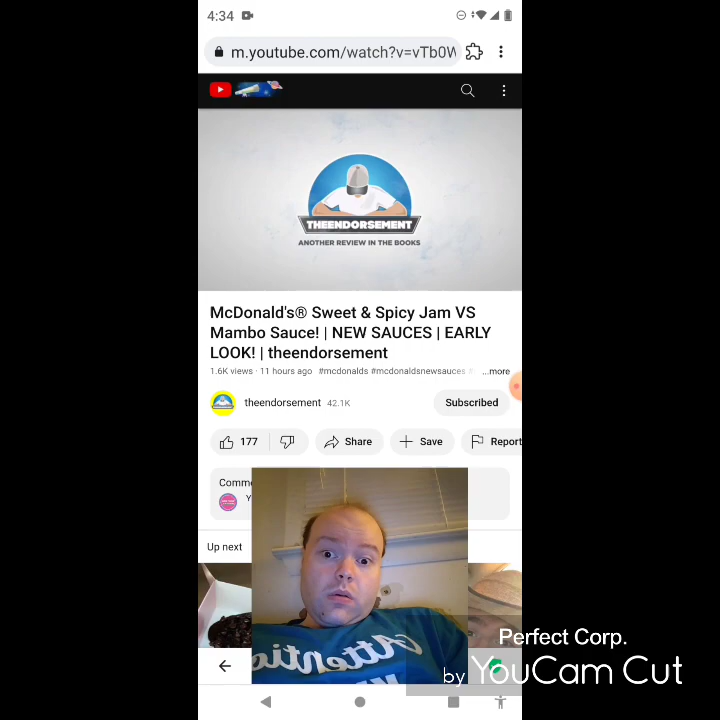 4:34
m.youtube.com/watch?v=vTb0W
THEENDORSEMENT
ANOTHER REVIEW IN THE BOOKS
McDonald's® Sweet & Spicy Jam VS
Mambo Sauce! | NEW SAUCES | EARLY
LOOK! | theendorsement
1.6K views · 11 hours ago #mcdonalds #mcdonaldsnewsauces # ...more
theendorsement 42.1K Subscribed
177 Share Save Report
Comme
Y
Up next
Attentio
Perfect Corp.
by YouCam Cut